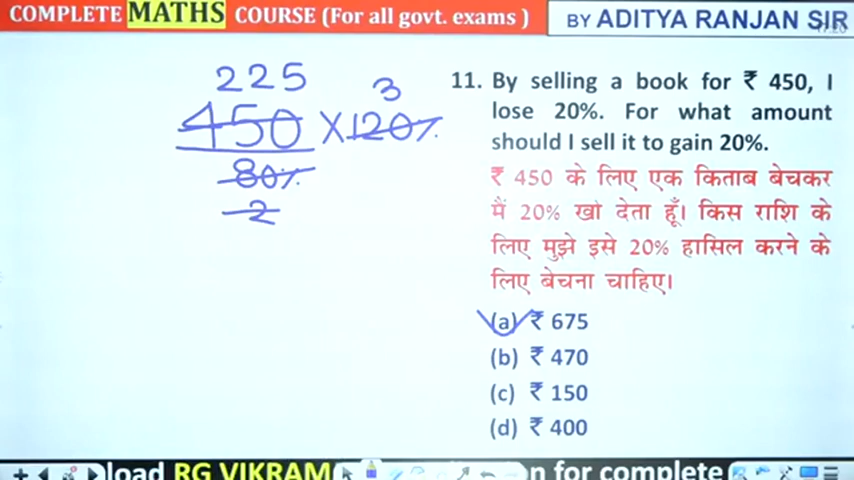 COMPLETE MATHS COURSE (For all govt. exams )
BY ADITYA RANJAN SIR
225
3
450 × 120%
80%
2
11. By selling a book for ₹ 450, I
lose 20%. For what amount
should I sell it to gain 20%.
₹ 450 के लिए एक किताब बेचकर
मैं 20% खो देता हूँ। किस राशि के
लिए मुझे इसे 20% हासिल करने के
लिए बेचना चाहिए।
(a) ₹ 675
(b) ₹ 470
(c) ₹ 150
(d) ₹ 400
load RG VIKRAM
n for complete